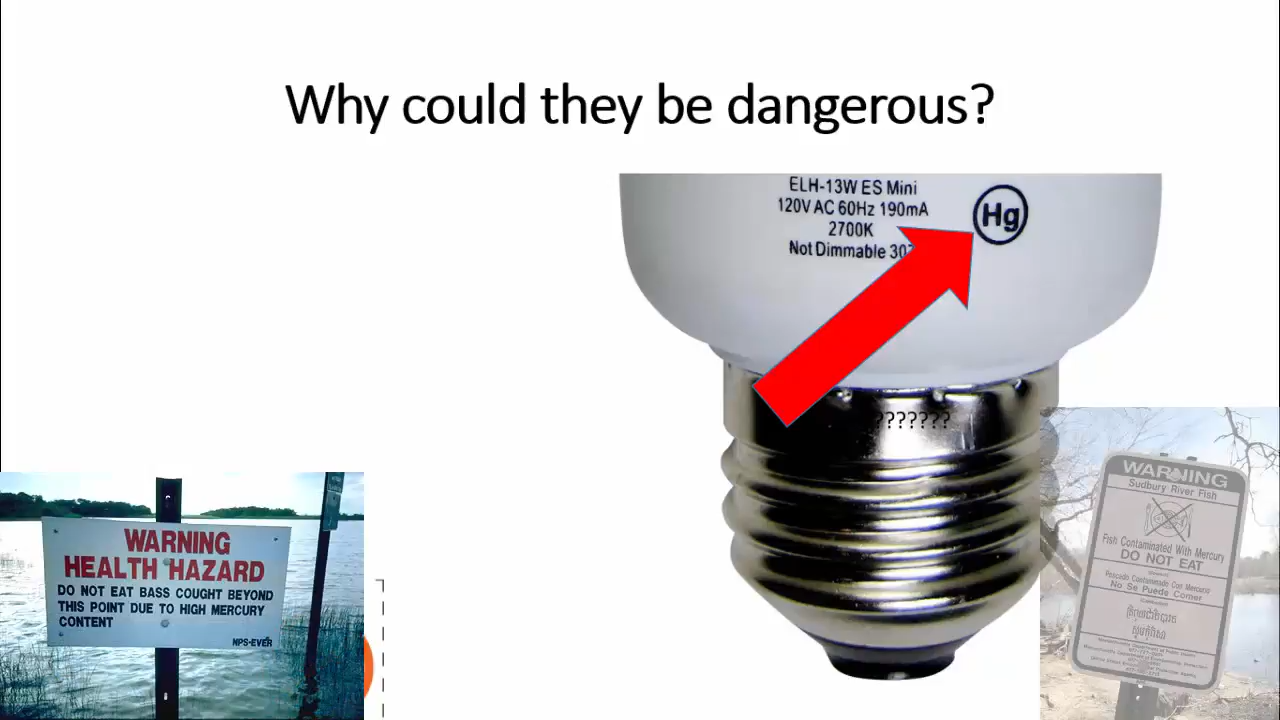 Why could they be dangerous?
ELH-13W ES Mini
120V AC 60Hz 190mA
2700K
Not Dimmable
Hg
???????
WARNING
HEALTH HAZARD
DO NOT EAT BASS COUGHT BEYOND
THIS POINT DUE TO HIGH MERCURY
CONTENT
NPS-EVER
WARNING
Sudbury River Fish
Fish Contaminated With Mercury
DO NOT EAT
Pescado Contaminado Con Mercurio
No Se Puede Comer